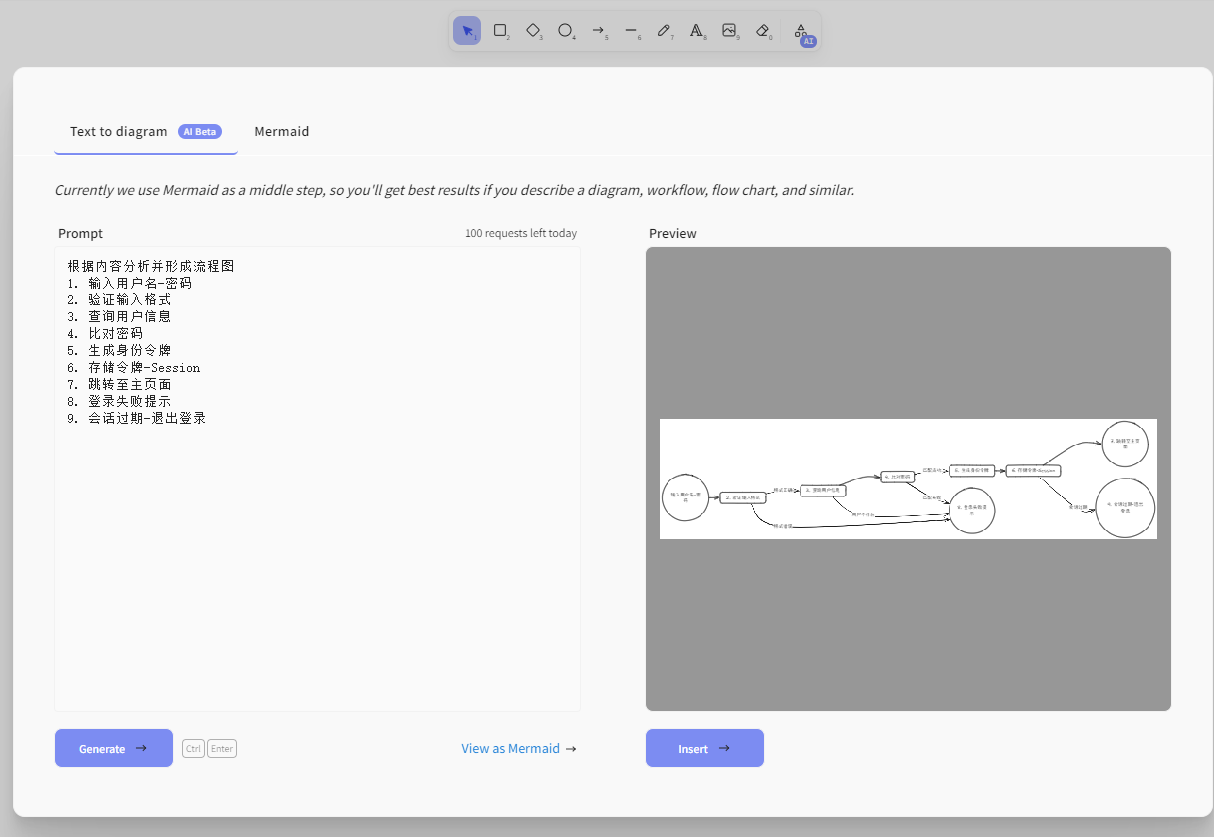 1
2
3
4
5
6
7
8
9
0
AI
Text to diagram AI Beta Mermaid
Currently we use Mermaid as a middle step, so you'll get best results if you describe a diagram, workflow, flow chart, and similar.
Prompt 100 requests left today Preview
根据内容分析并形成流程图
1. 输入用户名-密码
2. 验证输入格式
3. 查询用户信息
4. 比对密码
5. 生成身份令牌
6. 存储令牌-Session
7. 跳转至主页面
8. 登录失败提示
9. 会话过期-退出登录
Generate Ctrl Enter View as Mermaid Insert